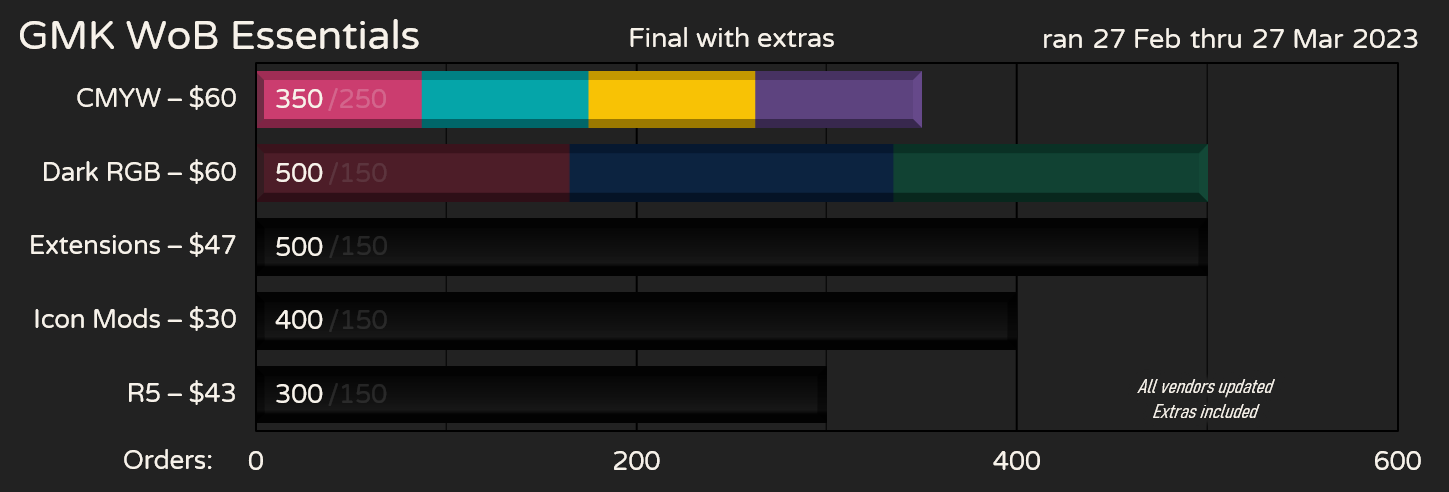 GMK WoB Essentials
Final with extras
ran 27 Feb thru 27 Mar 2023
CMYW – $60
350 /250
Dark RGB – $60
500 /150
Extensions – $47
500 /150
Icon Mods – $30
400 /150
R5 – $43
300 /150
All vendors updated
Extras included
Orders: 0 200 400 600